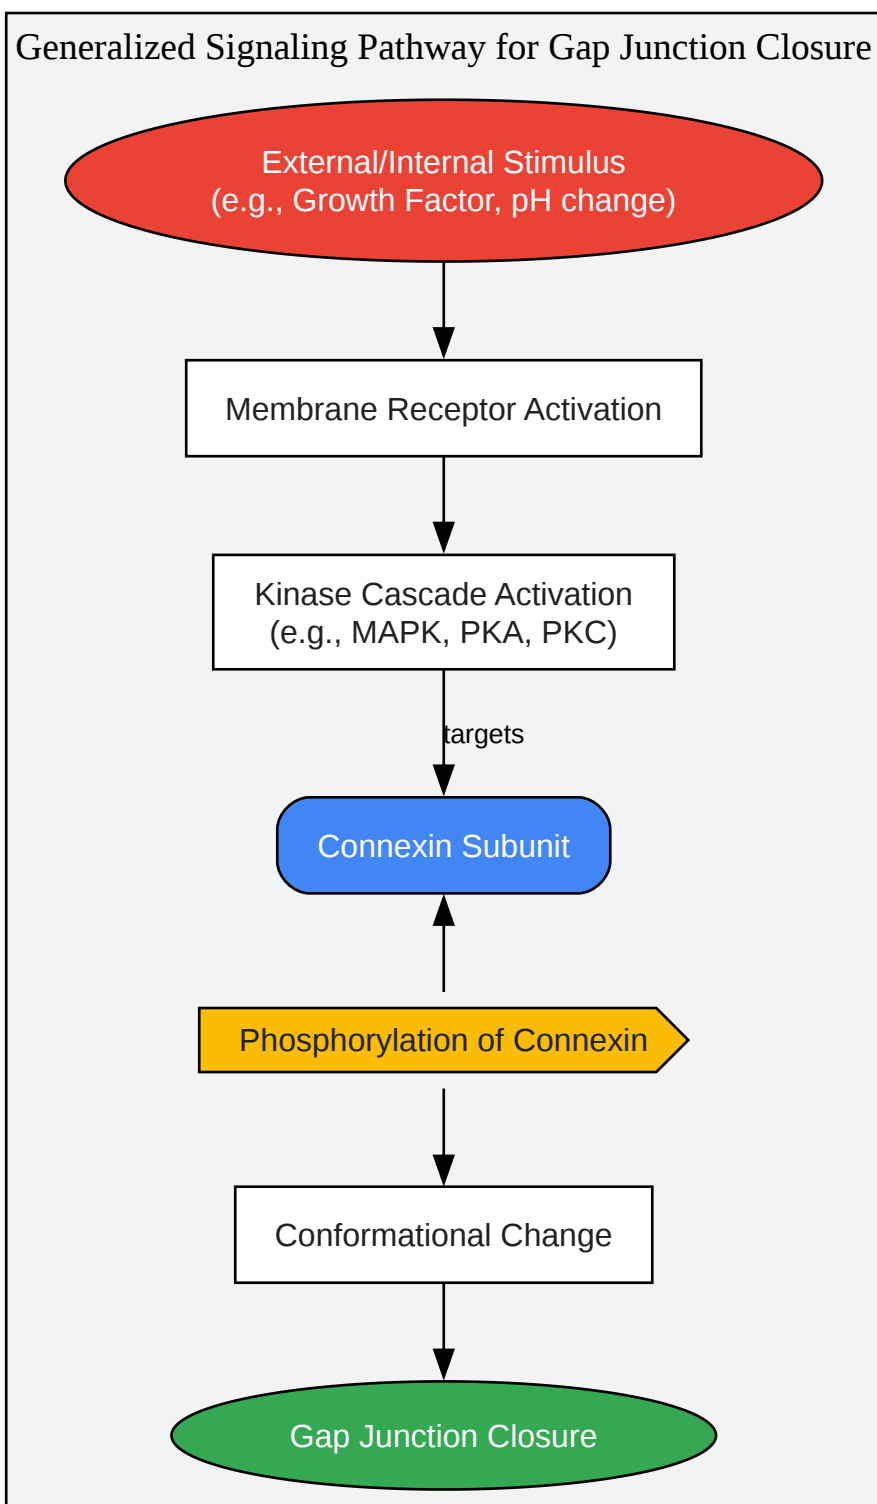 Generalized Signaling Pathway for Gap Junction Closure
External/Internal Stimulus
(e.g., Growth Factor, pH change)
Membrane Receptor Activation
Kinase Cascade Activation
(e.g., MAPK, PKA, PKC)
targets
Connexin Subunit
Phosphorylation of Connexin
Conformational Change
Gap Junction Closure